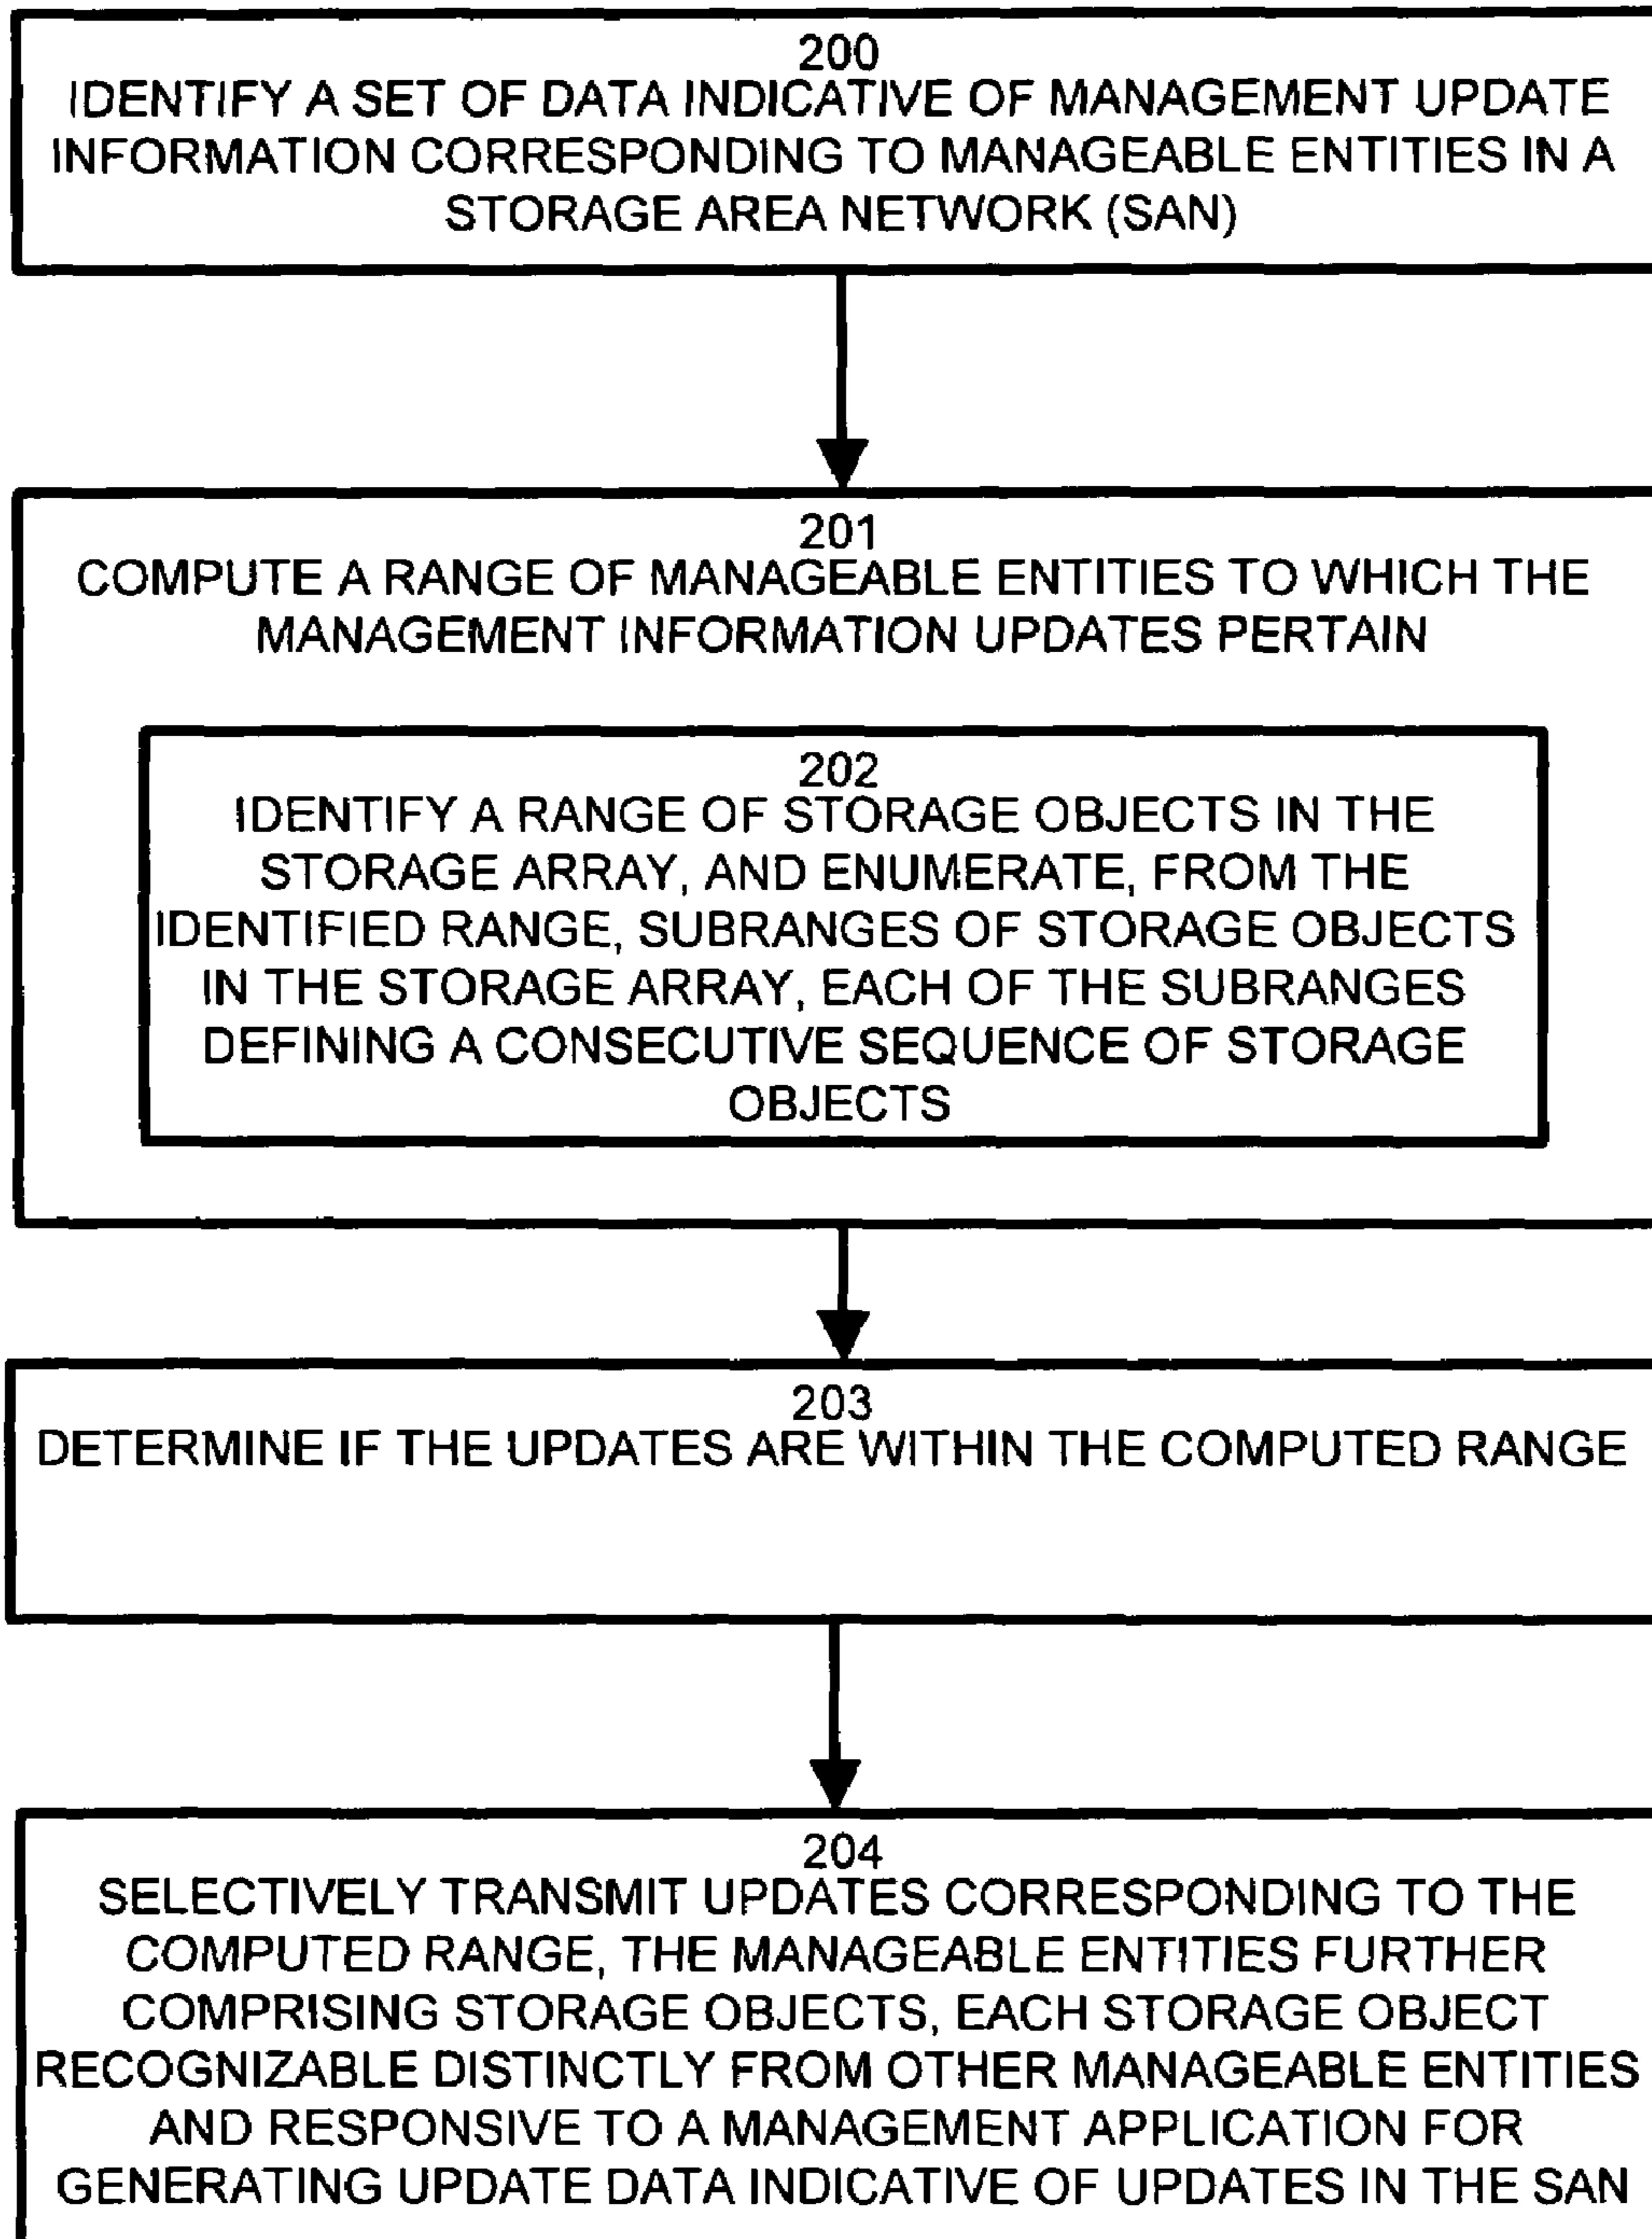 200
IDENTIFY A SET OF DATA INDICATIVE OF MANAGEMENT UPDATE
INFORMATION CORRESPONDING TO MANAGEABLE ENTITIES IN A
STORAGE AREA NETWORK (SAN)
201
COMPUTE A RANGE OF MANAGEABLE ENTITIES TO WHICH THE
MANAGEMENT INFORMATION UPDATES PERTAIN
202
IDENTIFY A RANGE OF STORAGE OBJECTS IN THE
STORAGE ARRAY, AND ENUMERATE, FROM THE
IDENTIFIED RANGE, SUBRANGES OF STORAGE OBJECTS
IN THE STORAGE ARRAY, EACH OF THE SUBRANGES
DEFINING A CONSECUTIVE SEQUENCE OF STORAGE
OBJECTS
203
DETERMINE IF THE UPDATES ARE WITHIN THE COMPUTED RANGE
204
SELECTIVELY TRANSMIT UPDATES CORRESPONDING TO THE
COMPUTED RANGE, THE MANAGEABLE ENTITIES FURTHER
COMPRISING STORAGE OBJECTS, EACH STORAGE OBJECT
RECOGNIZABLE DISTINCTLY FROM OTHER MANAGEABLE ENTITIES
AND RESPONSIVE TO A MANAGEMENT APPLICATION FOR
GENERATING UPDATE DATA INDICATIVE OF UPDATES IN THE SAN